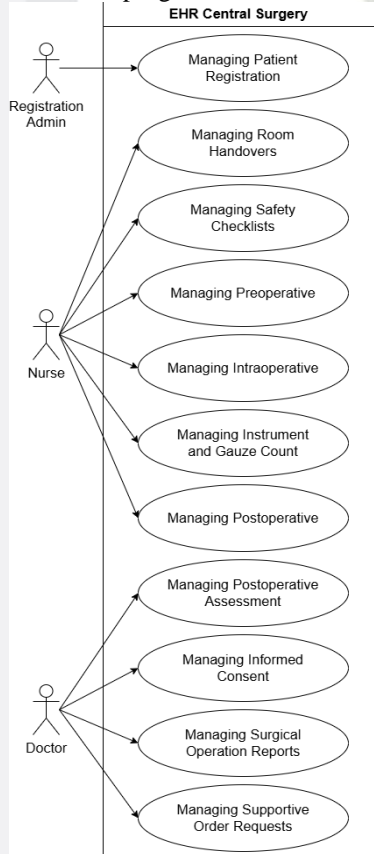 EHR Central Surgery
Managing Patient
Registration
Registration
Admin
Managing Room
Handovers
Managing Safety
Checklists
Managing Preoperative
Managing Intraoperative
Nurse
Managing Instrument
and Gauze Count
Managing Postoperative
Managing Postoperative
Assessment
Managing Informed
Consent
Managing Surgical
Operation Reports
Doctor
Managing Supportive
Order Requests